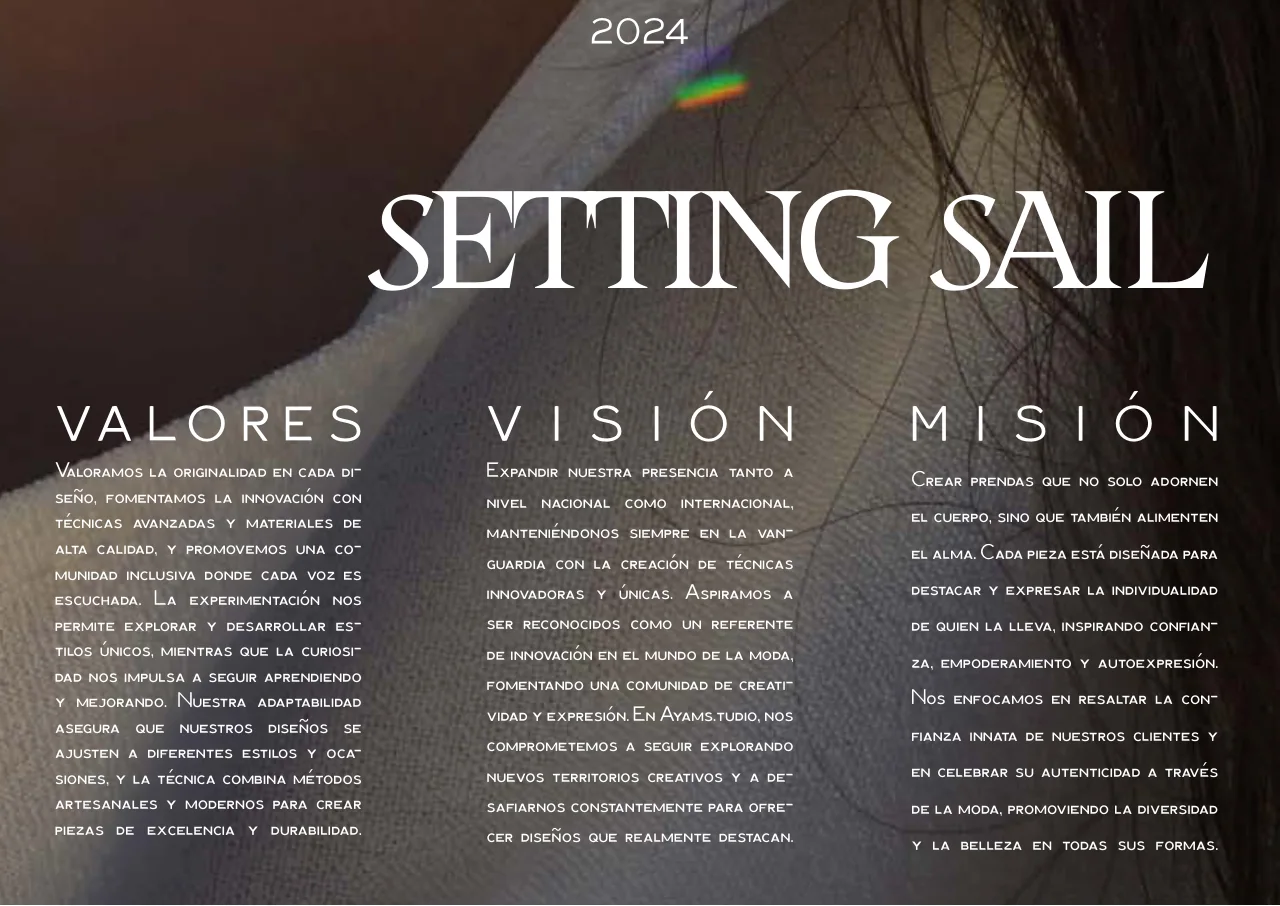 2024
SETTING SAIL
VALORES
Valoramos la originalidad en cada di-
seño, fomentamos la innovación con
técnicas avanzadas y materiales de
alta calidad, y promovemos una co-
munidad inclusiva donde cada voz es
escuchada. La experimentación nos
permite explorar y desarrollar es-
tilos únicos, mientras que la curiosi-
dad nos impulsa a seguir aprendiendo
y mejorando. Nuestra adaptabilidad
asegura que nuestros diseños se
ajusten a diferentes estilos y oca-
siones, y la técnica combina métodos
artesanales y modernos para crear
piezas de excelencia y durabilidad.
VISIÓN
Expandir nuestra presencia tanto a
nivel nacional como internacional,
manteniéndonos siempre en la van-
guardia con la creación de técnicas
innovadoras y únicas. Aspiramos a
ser reconocidos como un referente
de innovación en el mundo de la moda,
fomentando una comunidad de creati-
vidad y expresión. En Ayams.tudio, nos
comprometemos a seguir explorando
nuevos territorios creativos y a de-
safiarnos constantemente para ofre-
cer diseños que realmente destacan.
MISIÓN
Crear prendas que no solo adornen
el cuerpo, sino que también alimenten
el alma. Cada pieza está diseñada para
destacar y expresar la individualidad
de quien la lleva, inspirando confian-
za, empoderamiento y autoexpresión.
Nos enfocamos en resaltar la con-
fianza innata de nuestros clientes y
en celebrar su autenticidad a través
de la moda, promoviendo la diversidad
y la belleza en todas sus formas.